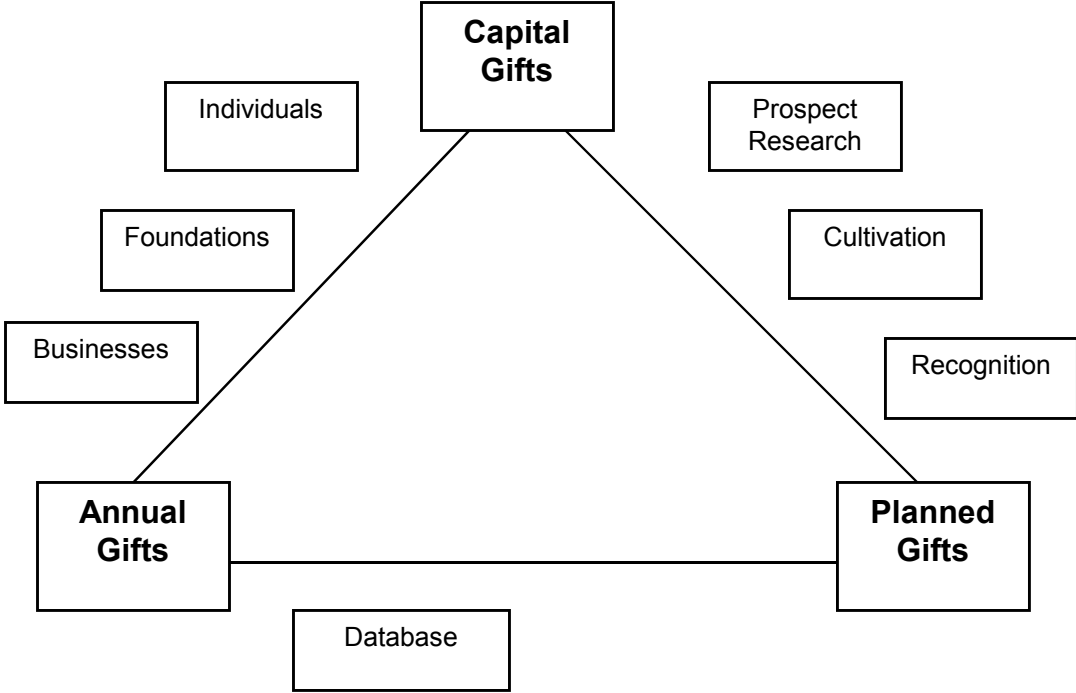 Capital
Gifts
Individuals
Prospect
Research
Foundations
Cultivation
Businesses
Recognition
Annual
Gifts
Planned
Gifts
Database